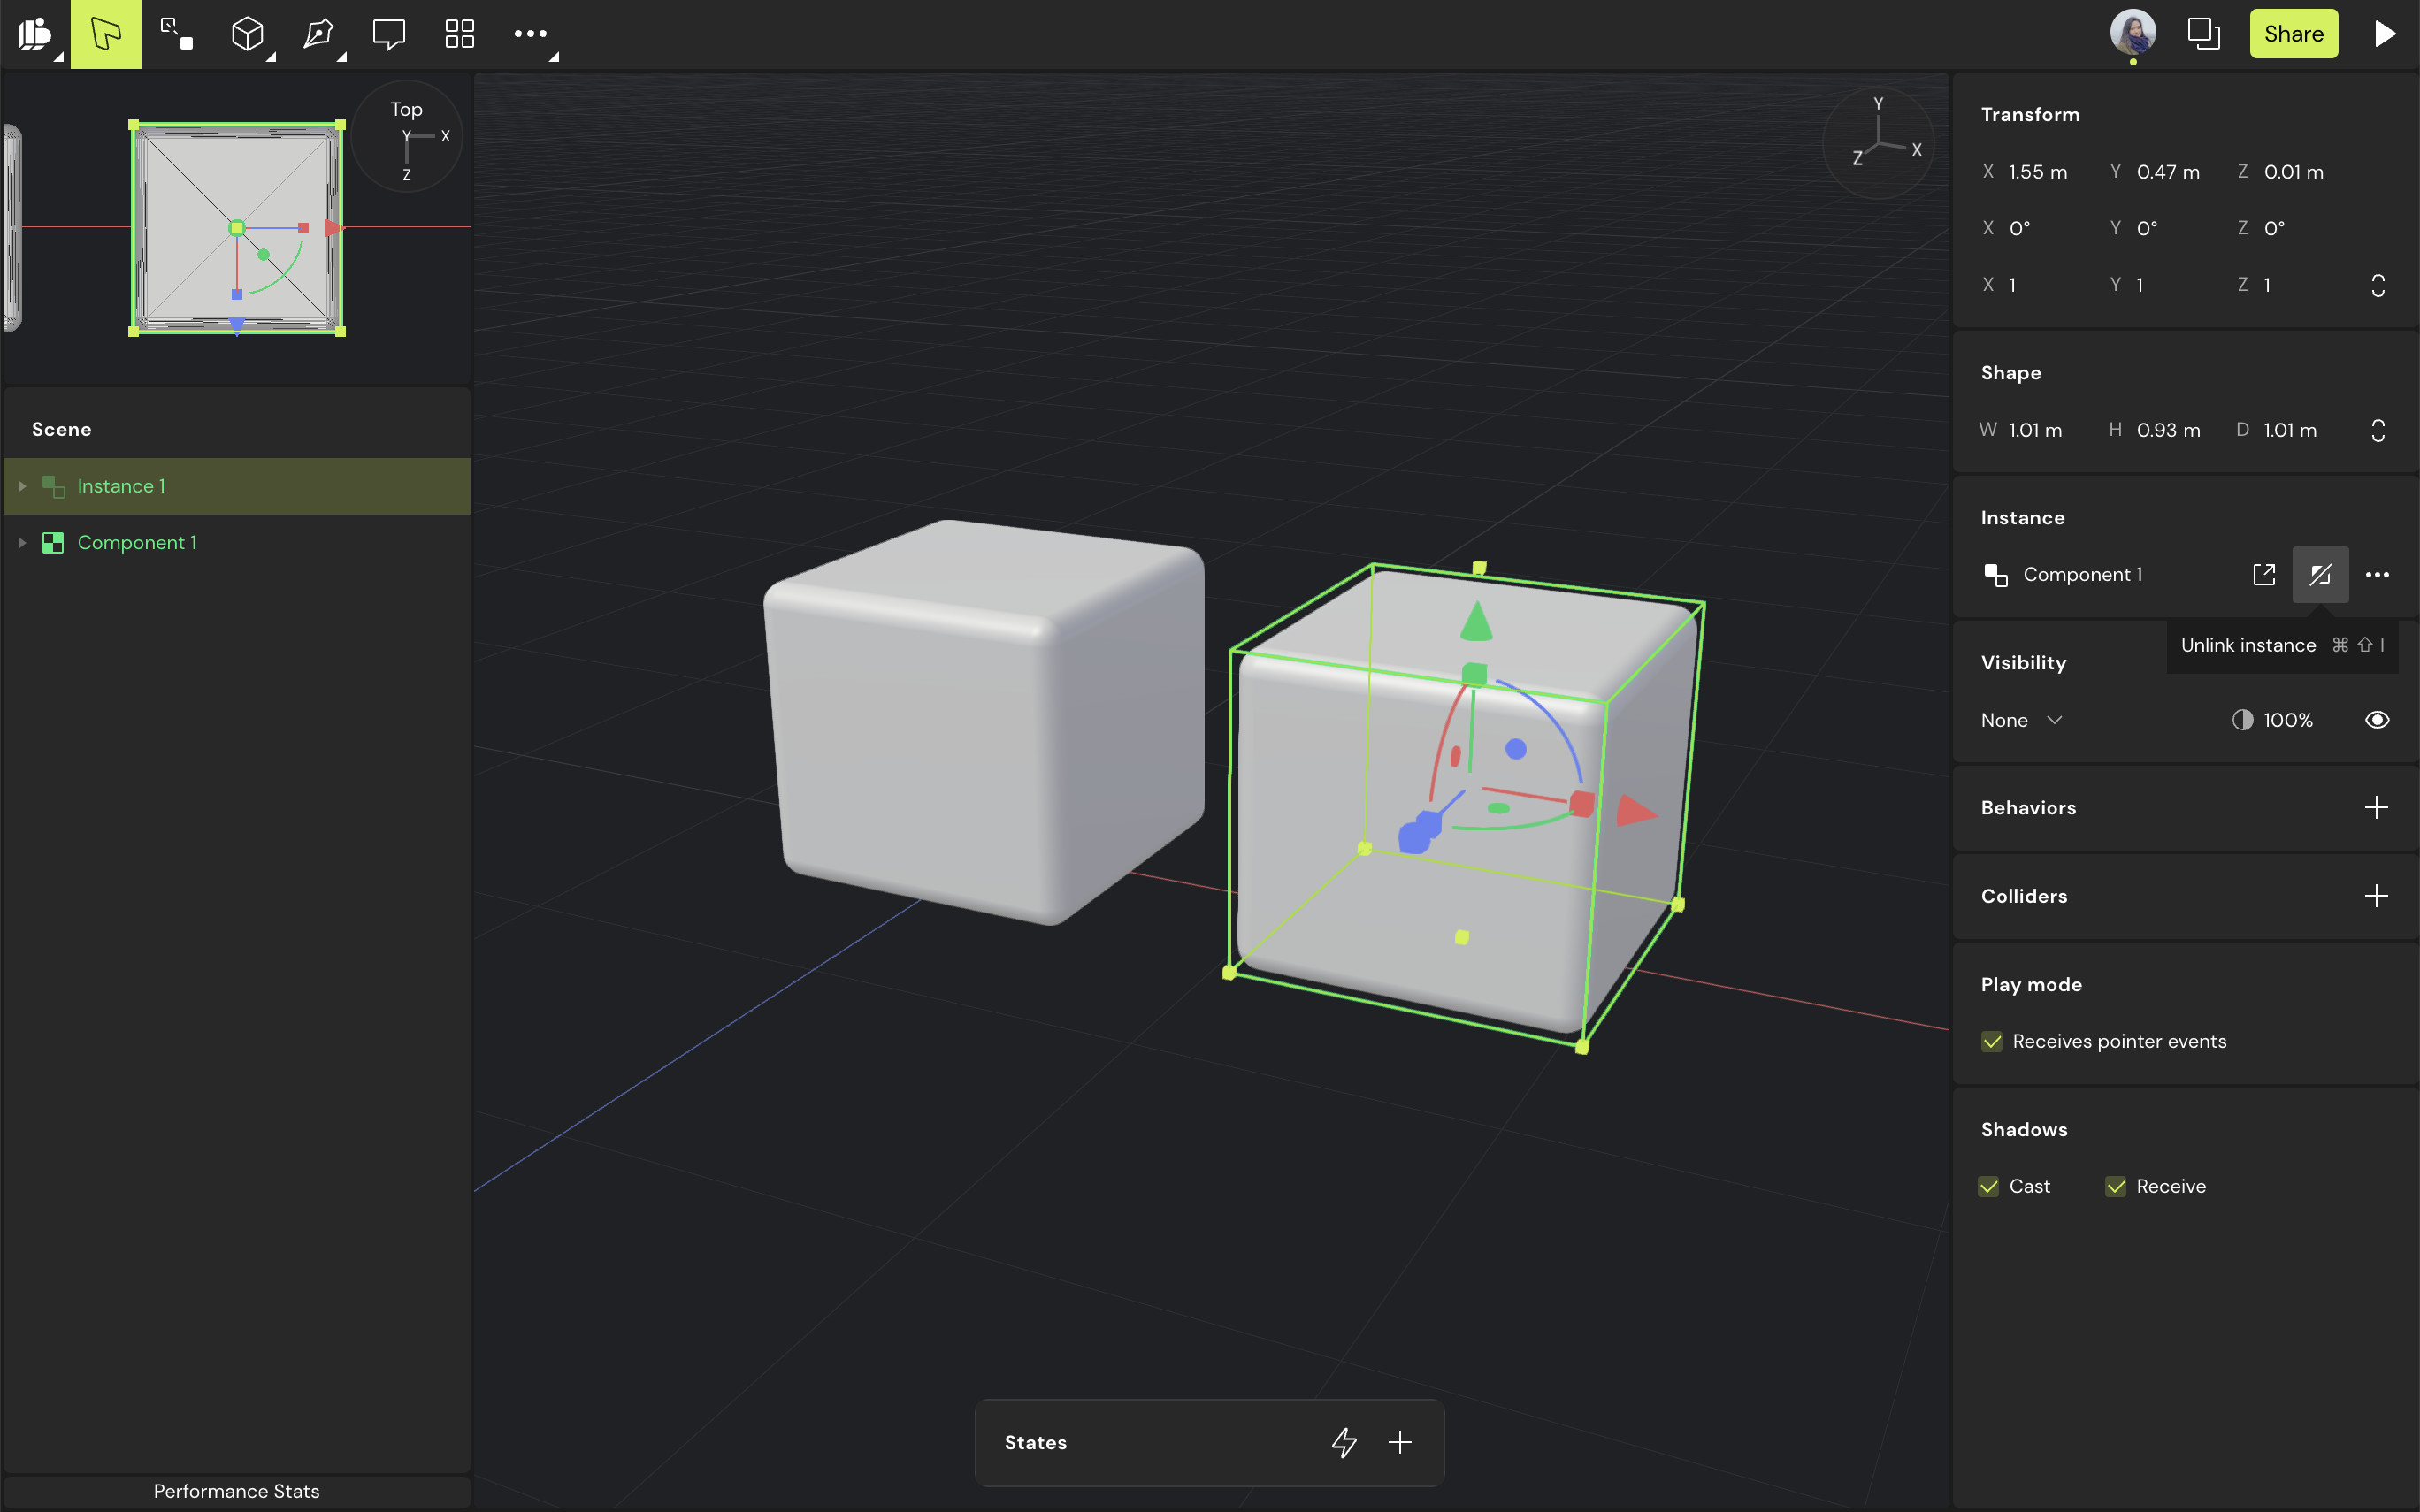 Share
Top
Y X
Z
Scene
Instance 1
Component 1
Performance Stats
Y
Z X
States
Transform
X 1.55 m Y 0.47 m Z 0.01 m
X 0° Y 0° Z 0°
X 1 Y 1 Z 1
Shape
W 1.01 m H 0.93 m D 1.01 m
Instance
Component 1
Unlink instance ⌘ ⇧ I
Visibility
None 100%
Behaviors
Colliders
Play mode
Receives pointer events
Shadows
Cast Receive